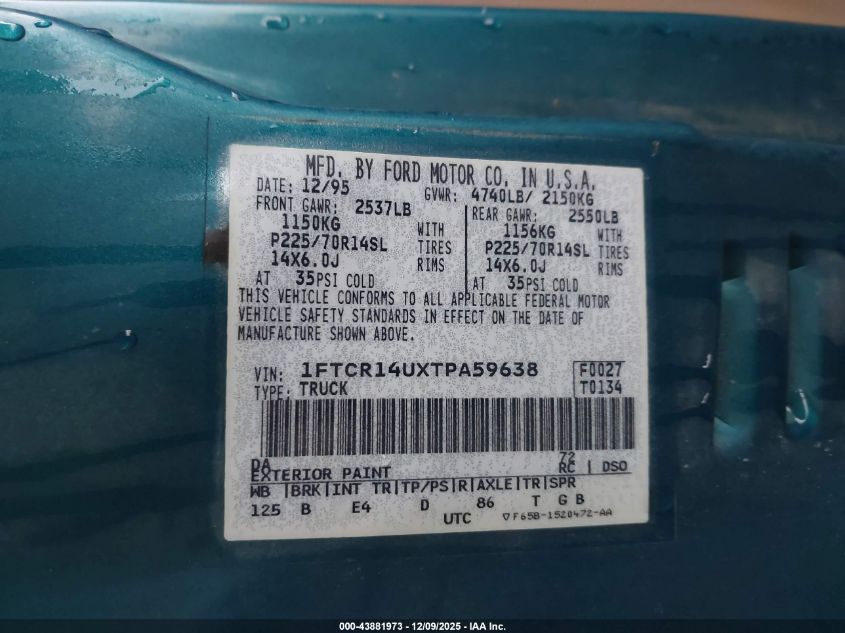 MFD. BY FORD MOTOR CO. IN U.S.A.
DATE: 12/95 GVWR: 4740LB/ 2150KG
FRONT GAWR: 2537LB REAR GAWR: 2550LB
1150KG WITH 1156KG WITH
P225/70R14SL TIRES P225/70R14SL TIRES
14X6.0J RIMS 14X6.0J RIMS
AT 35PSI COLD AT 35PSI COLD
THIS VEHICLE CONFORMS TO ALL APPLICABLE FEDERAL MOTOR
VEHICLE SAFETY STANDARDS IN EFFECT ON THE DATE OF
MANUFACTURE SHOWN ABOVE.
VIN: 1FTCR14UXTPA59638 F0027
TYPE: TRUCK T0134
DA 72
EXTERIOR PAINT RC | DSO
WB |BRK|INT TR|TP/PS|R|AXLE|TR|SPR
125 B E4 D 86 T G B
UTC ▽F65B-1520472-AA
000-43881973 - 12/09/2025 - IAA Inc.